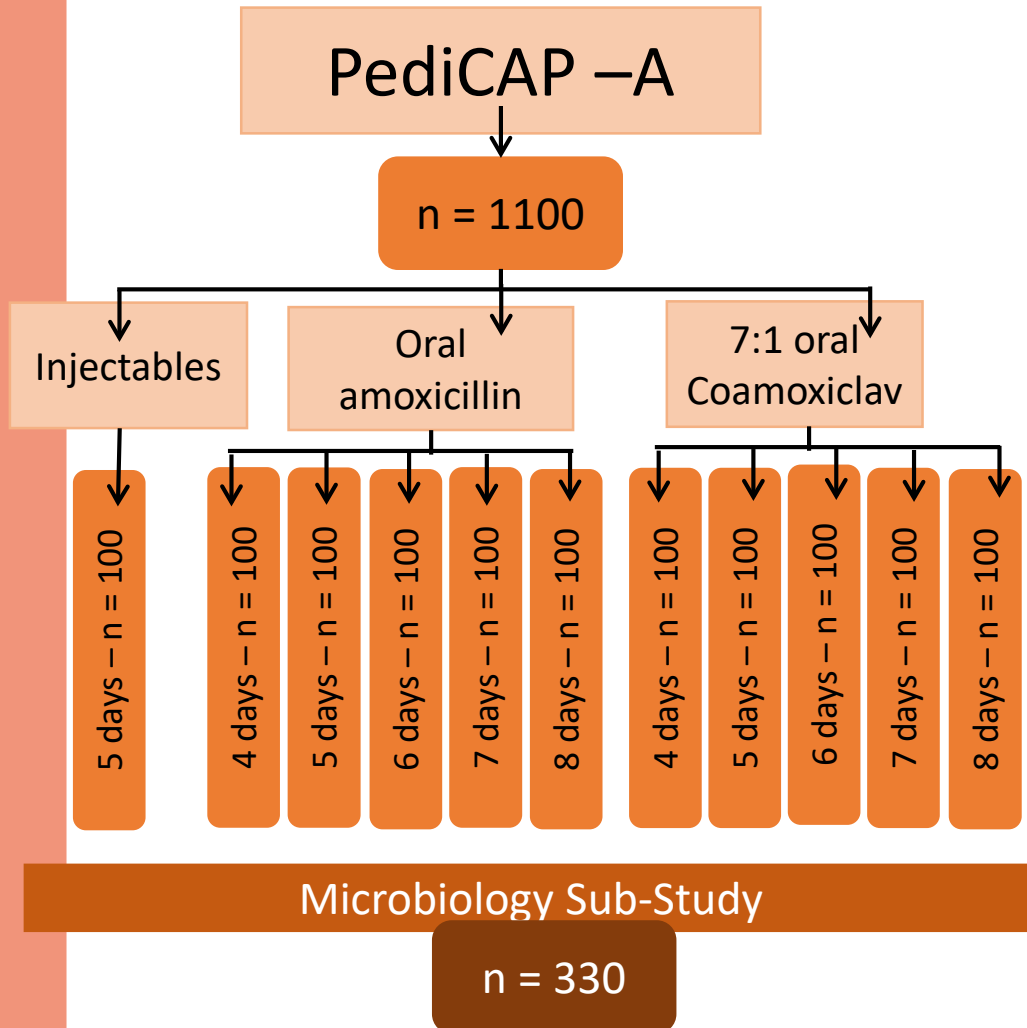 PediCAP –A
n = 1100
Injectables
Oral
amoxicillin
7:1 oral
Coamoxiclav
5 days – n = 100
4 days – n = 100
5 days – n = 100
6 days – n = 100
7 days – n = 100
8 days – n = 100
4 days – n = 100
5 days – n = 100
6 days – n = 100
7 days – n = 100
8 days – n = 100
Microbiology Sub-Study
n = 330